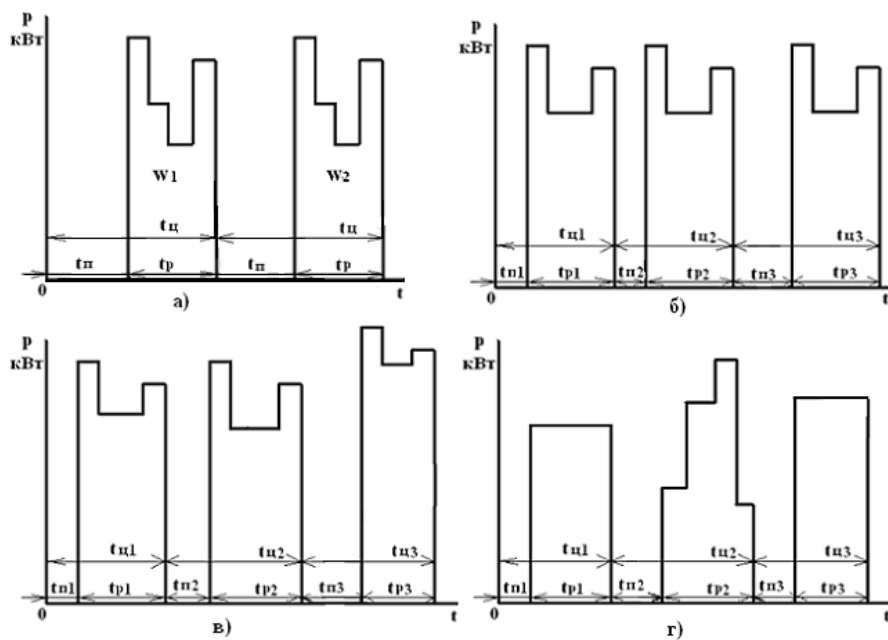 P
кВт
W1 W2
tц tц
tп tр tп tр
0 t
а)
P
кВт
tц1 tц2 tц3
tп1 tр1 tп2 tр2 tп3 tр3
0 t
б)
P
кВт
tц1 tц2 tц3
tп1 tр1 tп2 tр2 tп3 tр3
0 t
в)
P
кВт
tц1 tц2 tц3
tп1 tр1 tп2 tр2 tп3 tр3
0 t
г)